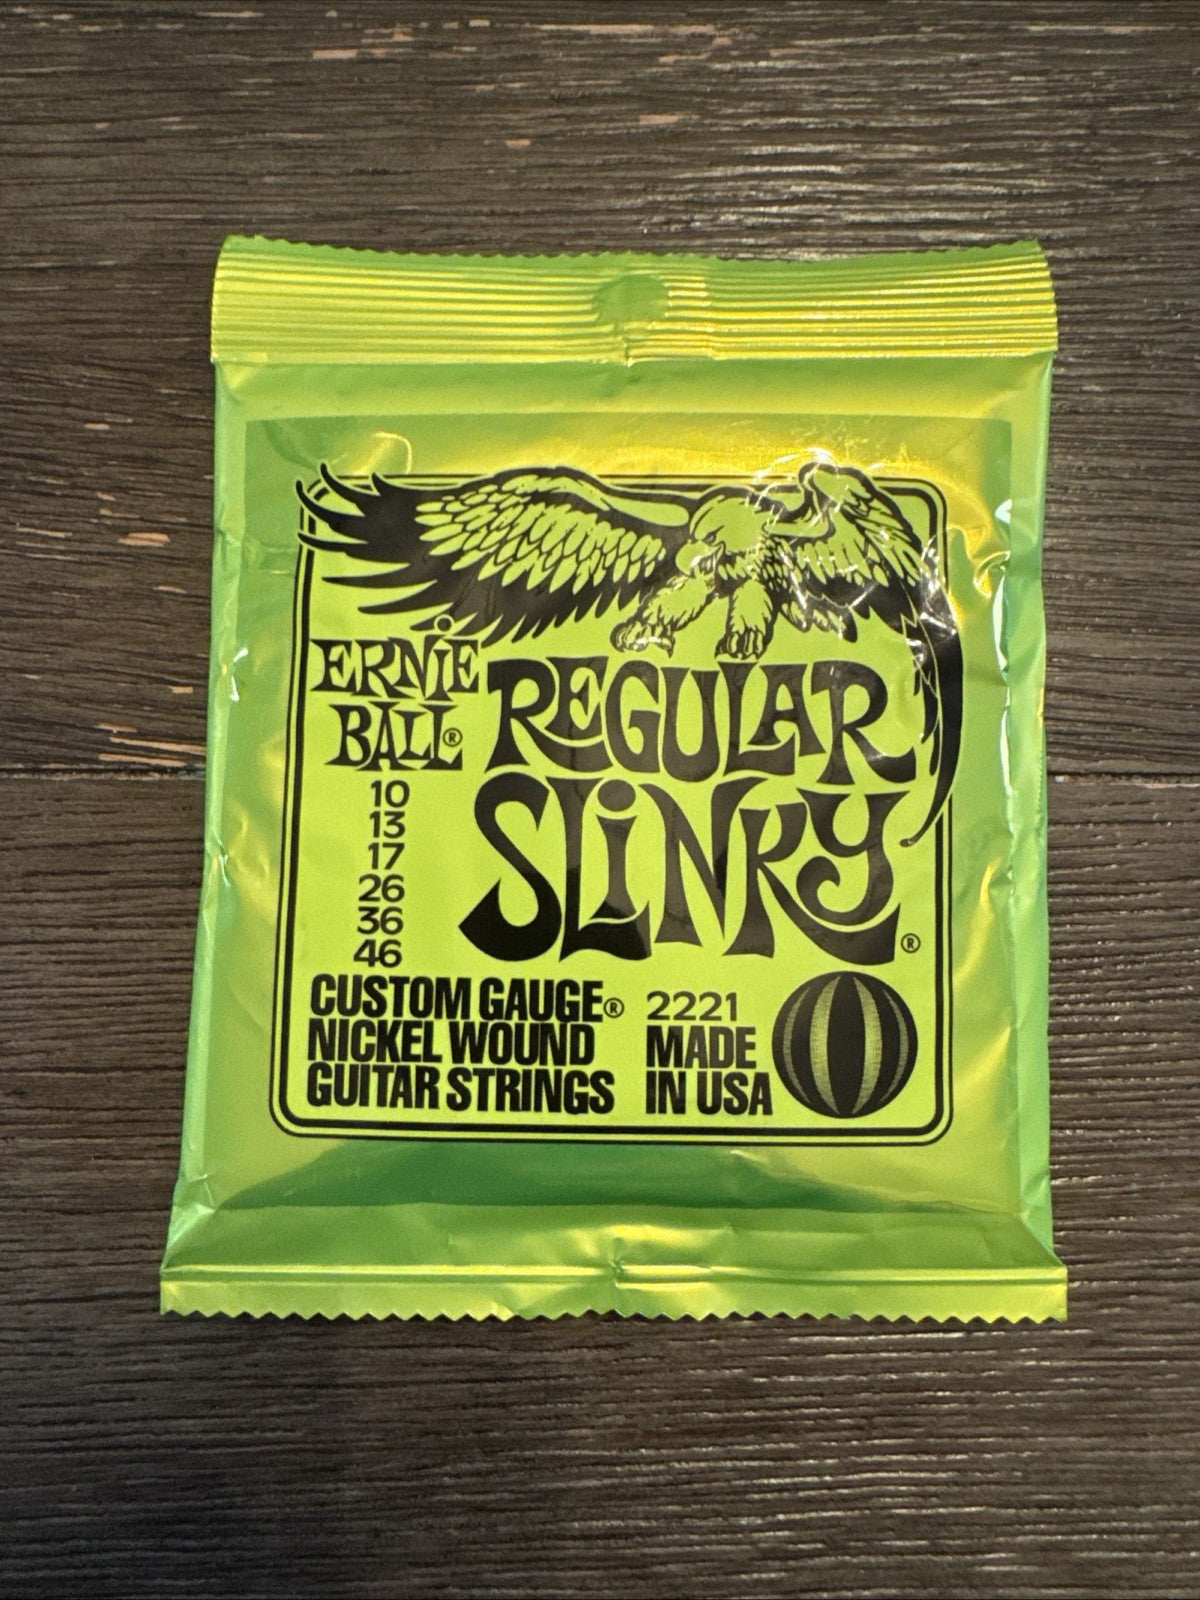 ERNiE
BALL®
REGULAR
SLiNKY®
10
13
17
26
36
46
CUSTOM GAUGE®
NICKEL WOUND
GUITAR STRINGS
2221
MADE
IN USA